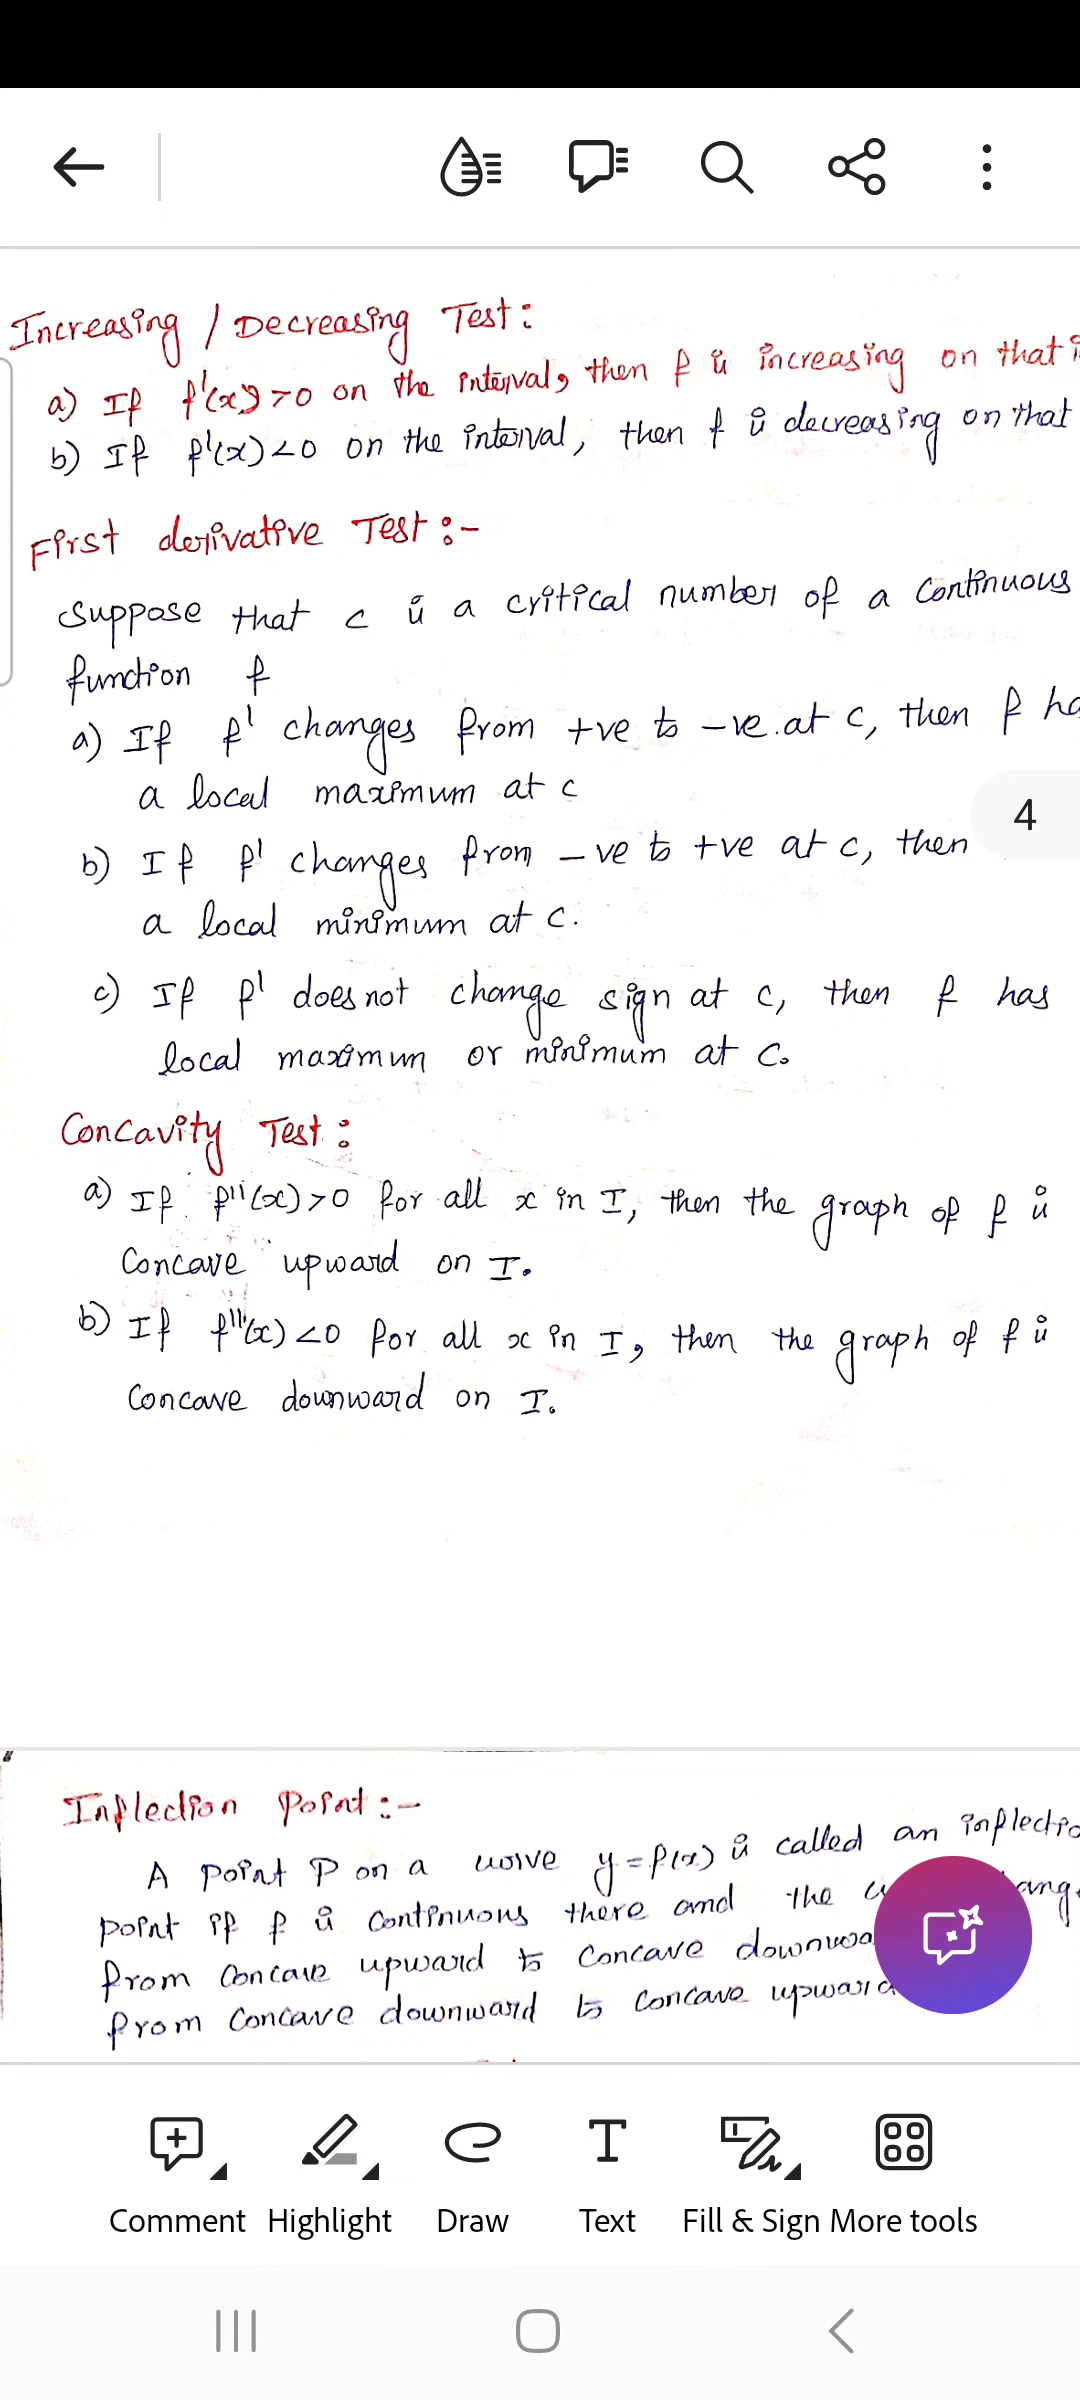 Increasing / Decreasing Test :
a) If f'(x) > 0 on the interval, then f is increasing on that i
b) If f'(x) < 0 on the interval, then f is decreasing on that
First derivative Test :-
Suppose that c is a critical number of a continuous
function f
a) If f' changes from +ve to -ve at c, then f ha
a local maximum at c
4
b) If f' changes from -ve to +ve at c, then
a local minimum at c.
c) If f' does not change sign at c, then f has
local maximum or minimum at c.
Concavity Test :
a) If f''(x) > 0 for all x in I, then the graph of f is
Concave upward on I.
b) If f''(x) < 0 for all x in I, then the graph of f is
Concave downward on I.
Inflection Point :-
A point P on a curve y = f(x) is called an inflectio
point if f is continuous there and the
from concave upward to concave downwa
from concave downward to concave upward
Comment Highlight Draw Text Fill & Sign More tools